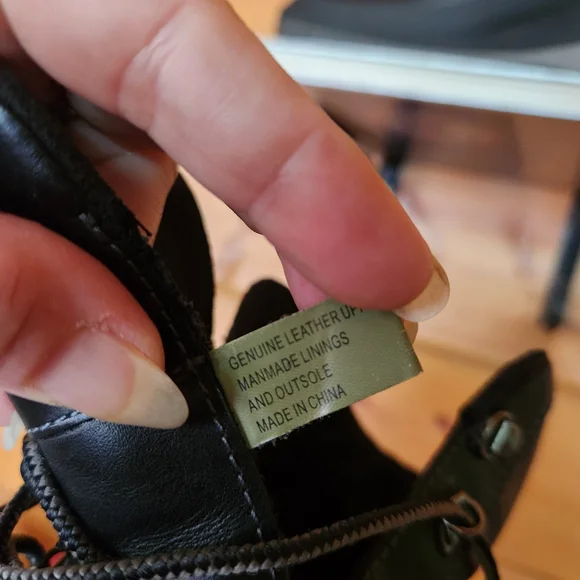 GENUINE LEATHER
MANMADE LININGS
AND OUTSOLE
MADE IN CHINA